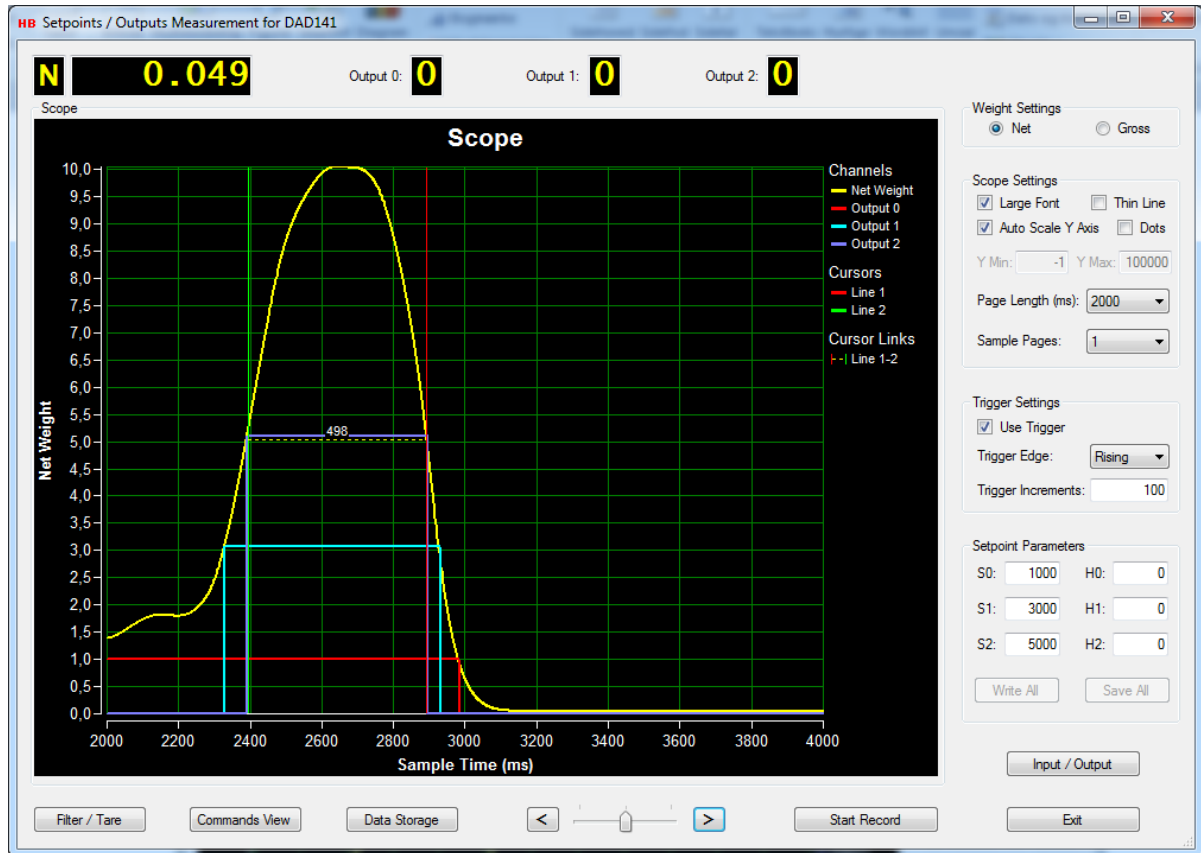 HB Setpoints / Outputs Measurement for DAD141
N 0.049 Output 0: 0 Output 1: 0 Output 2: 0
Scope
Scope
10,0
9,5
9,0
8,5
8,0
7,5
7,0
6,5
6,0
5,5
5,0
4,5
4,0
3,5
3,0
2,5
2,0
1,5
1,0
0,5
0,0
Net Weight
498
2000 2200 2400 2600 2800 3000 3200 3400 3600 3800 4000
Sample Time (ms)
Channels
Net Weight
Output 0
Output 1
Output 2
Cursors
Line 1
Line 2
Cursor Links
Line 1-2
Weight Settings
Net Gross
Scope Settings
Large Font Thin Line
Auto Scale Y Axis Dots
Y Min: -1 Y Max: 100000
Page Length (ms): 2000
Sample Pages: 1
Trigger Settings
Use Trigger
Trigger Edge: Rising
Trigger Increments: 100
Setpoint Parameters
S0: 1000 H0: 0
S1: 3000 H1: 0
S2: 5000 H2: 0
Write All Save All
Input / Output
Filter / Tare Commands View Data Storage < > Start Record Exit